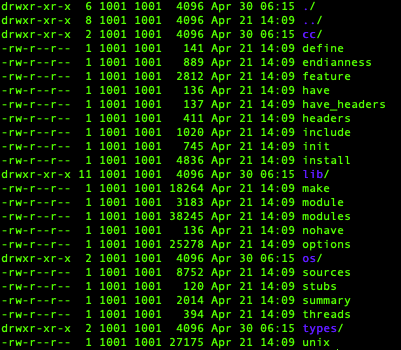 drwxr-xr-x 6 1001 1001 4096 Apr 30 06:15 ./
drwxr-xr-x 8 1001 1001 4096 Apr 21 14:09 ../
drwxr-xr-x 2 1001 1001 4096 Apr 30 06:15 cc/
-rw-r--r-- 1 1001 1001 141 Apr 21 14:09 define
-rw-r--r-- 1 1001 1001 889 Apr 21 14:09 endianness
-rw-r--r-- 1 1001 1001 2812 Apr 21 14:09 feature
-rw-r--r-- 1 1001 1001 136 Apr 21 14:09 have
-rw-r--r-- 1 1001 1001 137 Apr 21 14:09 have_headers
-rw-r--r-- 1 1001 1001 411 Apr 21 14:09 headers
-rw-r--r-- 1 1001 1001 1020 Apr 21 14:09 include
-rw-r--r-- 1 1001 1001 745 Apr 21 14:09 init
-rw-r--r-- 1 1001 1001 4836 Apr 21 14:09 install
drwxr-xr-x 11 1001 1001 4096 Apr 30 06:15 lib/
-rw-r--r-- 1 1001 1001 18264 Apr 21 14:09 make
-rw-r--r-- 1 1001 1001 3183 Apr 21 14:09 module
-rw-r--r-- 1 1001 1001 38245 Apr 21 14:09 modules
-rw-r--r-- 1 1001 1001 136 Apr 21 14:09 nohave
-rw-r--r-- 1 1001 1001 25278 Apr 21 14:09 options
drwxr-xr-x 2 1001 1001 4096 Apr 30 06:15 os/
-rw-r--r-- 1 1001 1001 8752 Apr 21 14:09 sources
-rw-r--r-- 1 1001 1001 120 Apr 21 14:09 stubs
-rw-r--r-- 1 1001 1001 2014 Apr 21 14:09 summary
-rw-r--r-- 1 1001 1001 394 Apr 21 14:09 threads
drwxr-xr-x 2 1001 1001 4096 Apr 30 06:15 types/
-rw-r--r-- 1 1001 1001 27175 Apr 21 14:09 unix